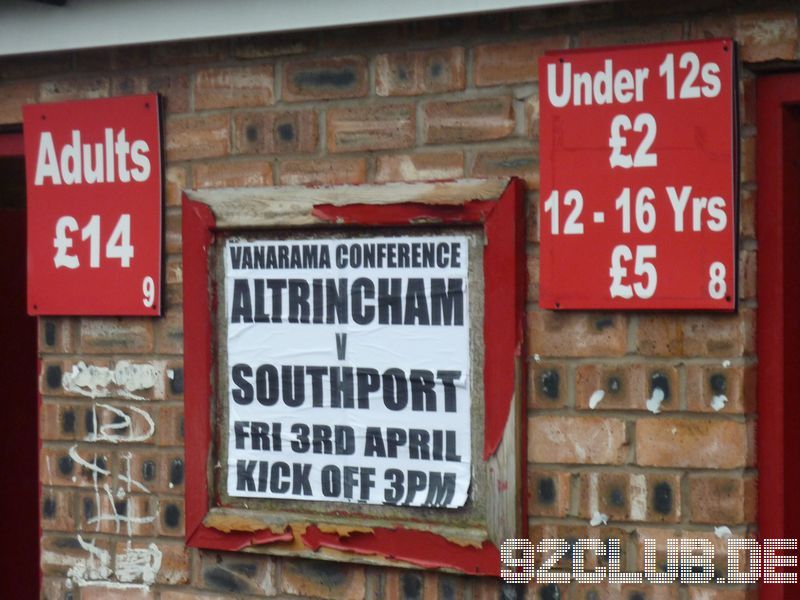 Adults
£14
9
VANARAMA CONFERENCE
ALTRINCHAM
V
SOUTHPORT
FRI 3RD APRIL
KICK OFF 3PM
Under 12s
£2
12 - 16 Yrs
£5
8
92CLUB.DE